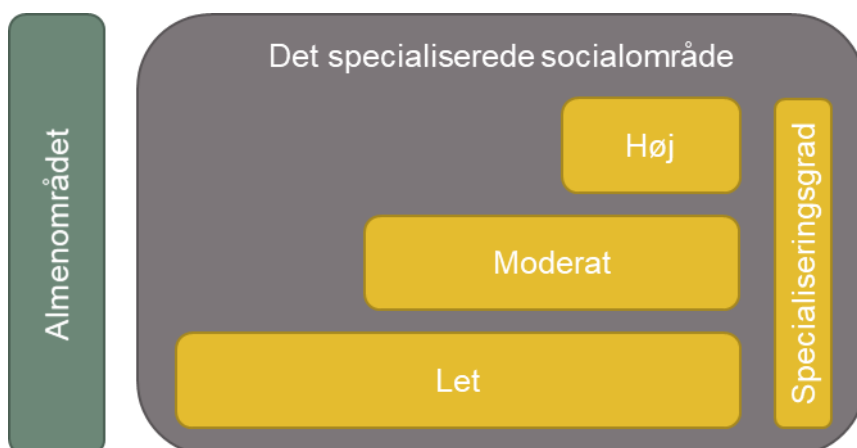 Almenområdet
Det specialiserede socialområde
Høj
Moderat
Let
Specialiseringsgrad